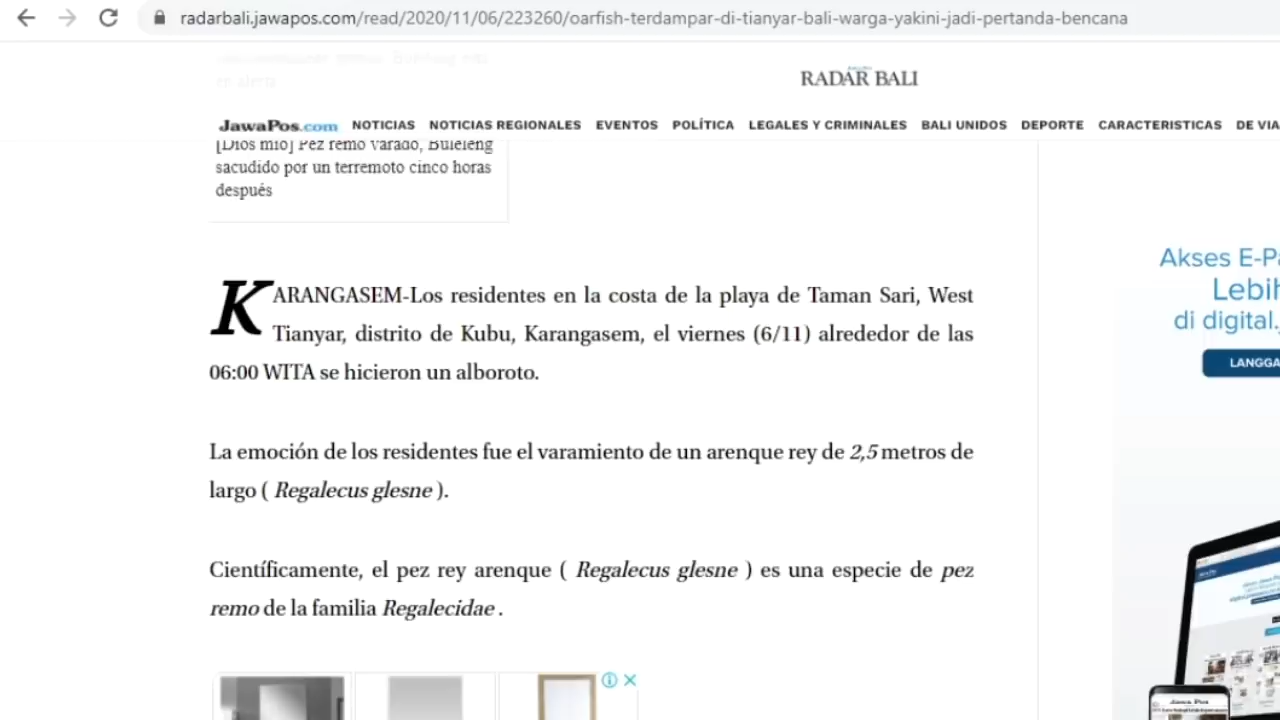 radarbali.jawapos.com/read/2020/11/06/223260/oarfish-terdampar-di-tianyar-bali-warga-yakini-jadi-pertanda-bencana
RADAR BALI
JawaPos.com NOTICIAS NOTICIAS REGIONALES EVENTOS POLÍTICA LEGALES Y CRIMINALES BALI UNIDOS DEPORTE CARACTERISTICAS DE VIA
[Dios mío] Pez remo varado, Buleleng
sacudido por un terremoto cinco horas
después
KARANGASEM-Los residentes en la costa de la playa de Taman Sari, West
Tianyar, distrito de Kubu, Karangasem, el viernes (6/11) alrededor de las
06:00 WITA se hicieron un alboroto.
La emoción de los residentes fue el varamiento de un arenque rey de 2,5 metros de
largo ( Regalecus glesne ).
Científicamente, el pez rey arenque ( Regalecus glesne ) es una especie de pez
remo de la familia Regalecidae .
Akses E-Pa
Lebih
di digital.
LANGGA
Jawa Pos